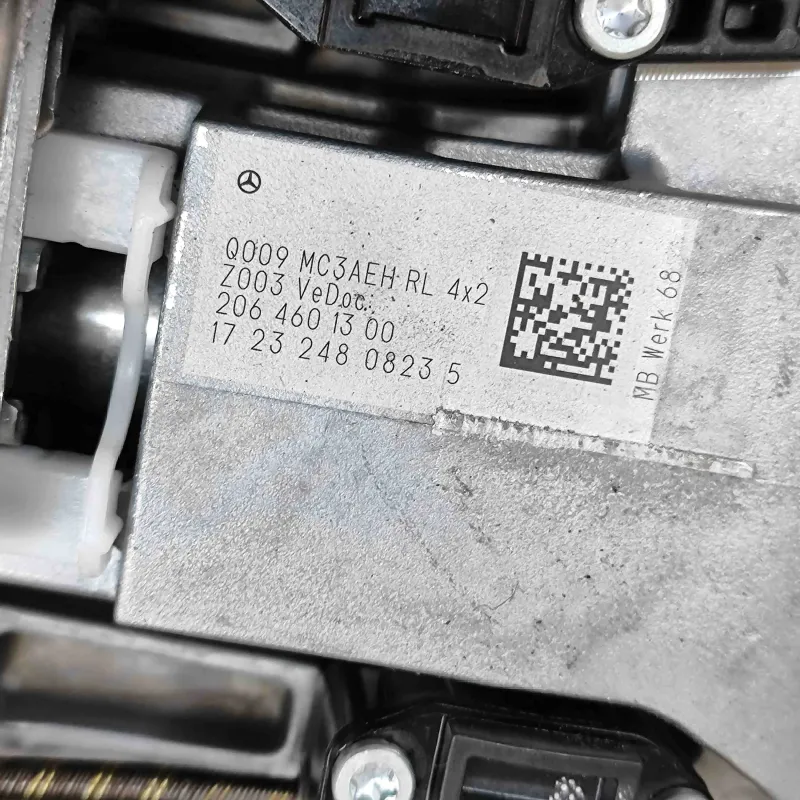 Q009 MC3AEH RL 4x2
Z003 VeDoc:
206 460 13 00
17 23 248 0823 5
MB Werk 68